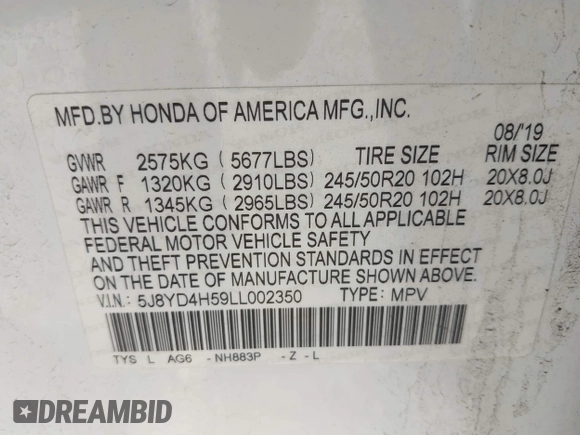 MFD.BY HONDA OF AMERICA MFG.,INC.
08/'19
GVWR 2575KG ( 5677LBS) TIRE SIZE RIM SIZE
GAWR F 1320KG ( 2910LBS) 245/50R20 102H 20X8.0J
GAWR R 1345KG ( 2965LBS) 245/50R20 102H 20X8.0J
THIS VEHICLE CONFORMS TO ALL APPLICABLE
FEDERAL MOTOR VEHICLE SAFETY
AND THEFT PREVENTION STANDARDS IN EFFECT
ON THE DATE OF MANUFACTURE SHOWN ABOVE.
V.I.N.: 5J8YD4H59LL002350 TYPE: MPV
TYS L AG6 -NH883P -Z-L
DREAMBID